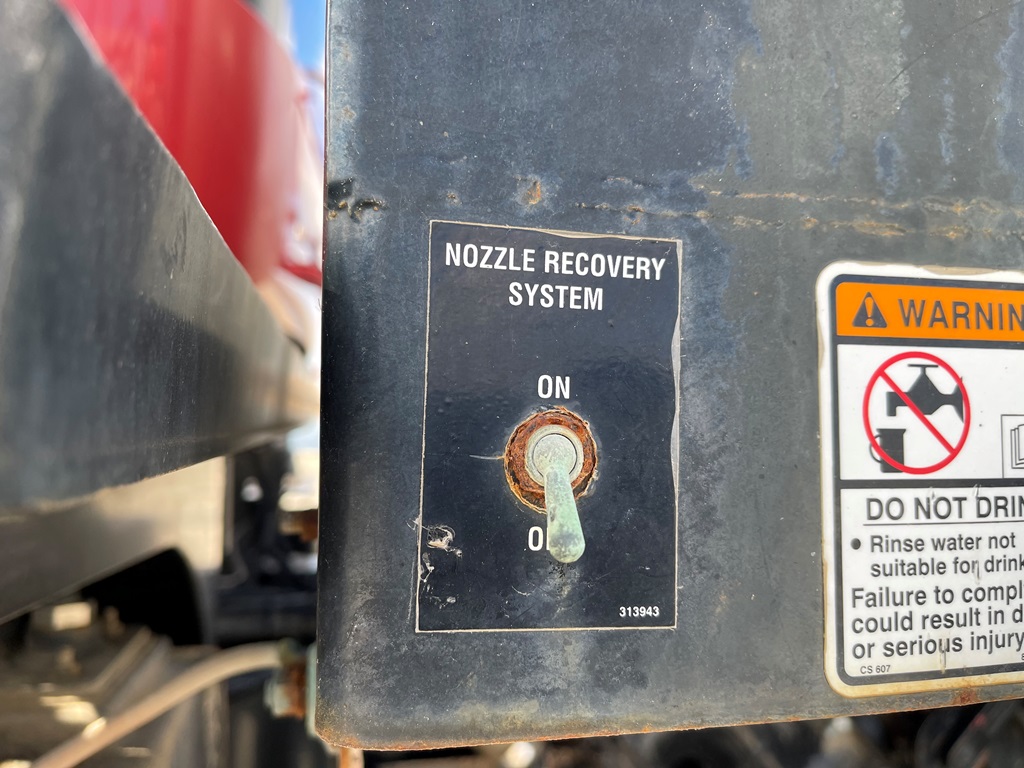 NOZZLE RECOVERY
SYSTEM
ON
313943
WARNIN
DO NOT DRIN
• Rinse water not
suitable for drink
Failure to compl
could result in d
or serious injury
CS 607